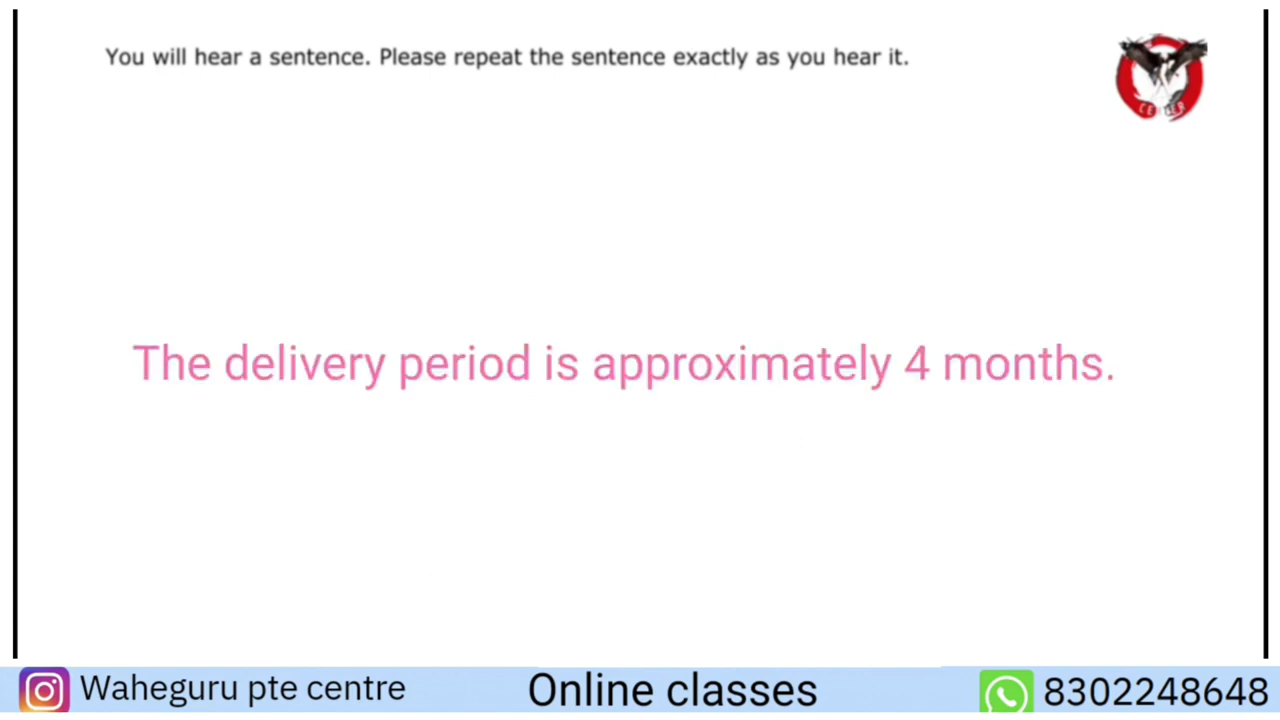 You will hear a sentence. Please repeat the sentence exactly as you hear it.
The delivery period is approximately 4 months.
Waheguru pte centre
Online classes
8302248648